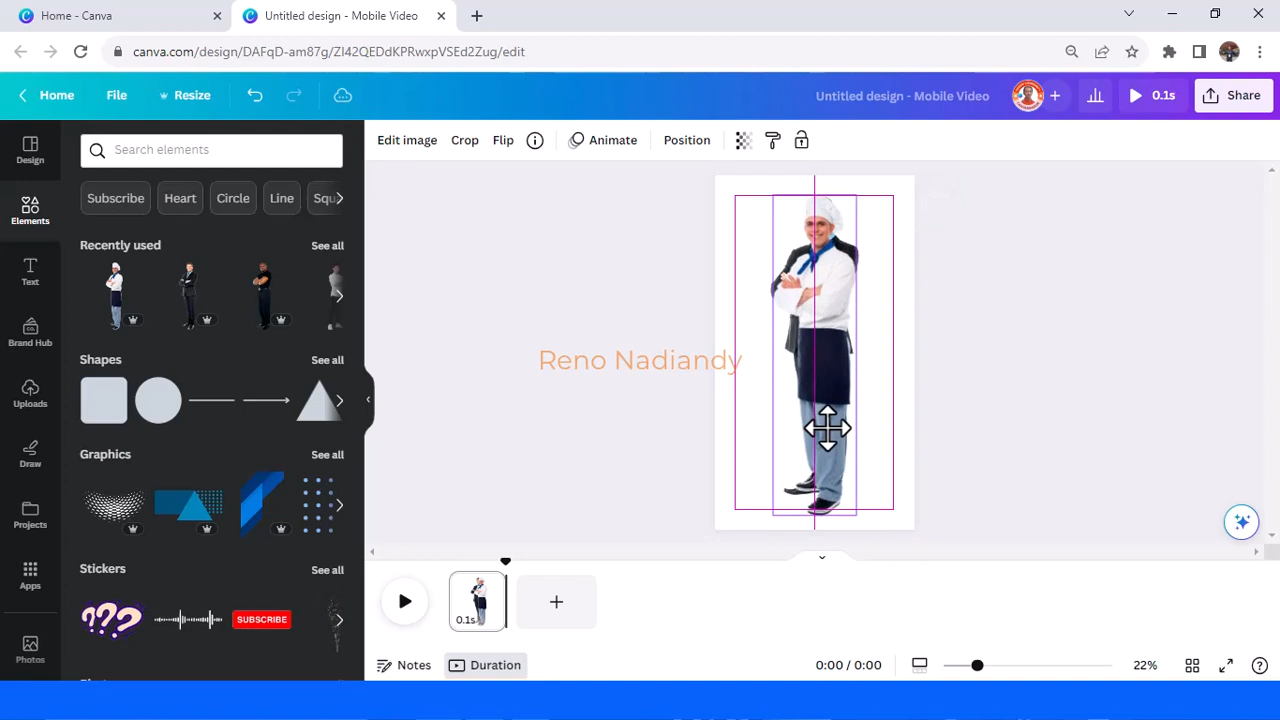 Home - Canva
Untitled design - Mobile Video
canva.com/design/DAFqD-am87g/Zl42QEDdKPRwxpVSEd2Zug/edit
Home
File
Resize
Untitled design - Mobile Video
0.1s
Share
Design
Elements
Text
Brand Hub
Uploads
Draw
Projects
Apps
Photos
Search elements
Subscribe
Heart
Circle
Line
Squ
Recently used
See all
Shapes
See all
Graphics
See all
Stickers
See all
???
SUBSCRIBE
Edit image
Crop
Flip
Animate
Position
Reno Nadiandy
0.1s
Notes
Duration
0:00 / 0:00
22%